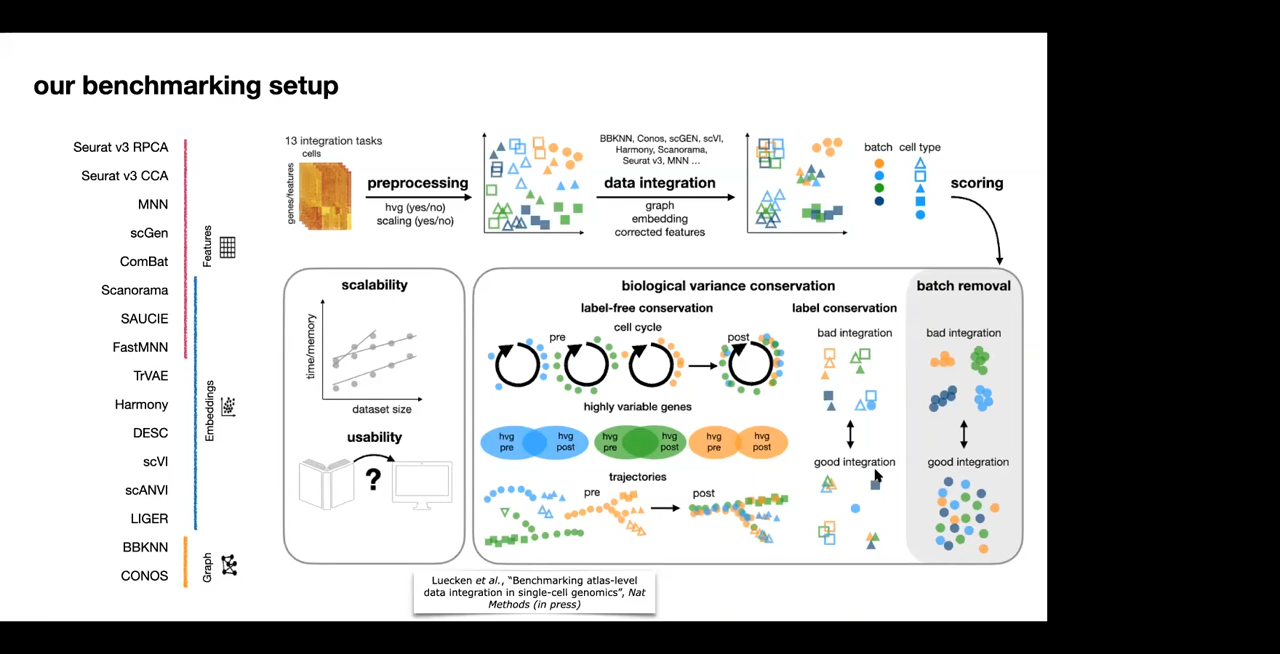 our benchmarking setup
Seurat v3 RPCA
Seurat v3 CCA
MNN
scGen
ComBat
Scanorama
SAUCIE
FastMNN
TrVAE
Harmony
DESC
scVI
scANVI
LIGER
BBKNN
CONOS
Features
Embeddings
Graph
13 integration tasks
cells
genes/features
preprocessing
hvg (yes/no)
scaling (yes/no)
BBKNN, Conos, scGEN, scVI,
Harmony, Scanorama,
Seurat v3, MNN ...
data integration
graph
embedding
corrected features
batch
cell type
scoring
scalability
time/memory
dataset size
usability
?
biological variance conservation
label-free conservation
cell cycle
pre
post
highly variable genes
hvg
pre
hvg
post
hvg
pre
hvg
post
hvg
pre
hvg
post
trajectories
pre
post
label conservation
bad integration
good integration
batch removal
bad integration
good integration
Luecken et al., "Benchmarking atlas-level
data integration in single-cell genomics", Nat
Methods (in press)